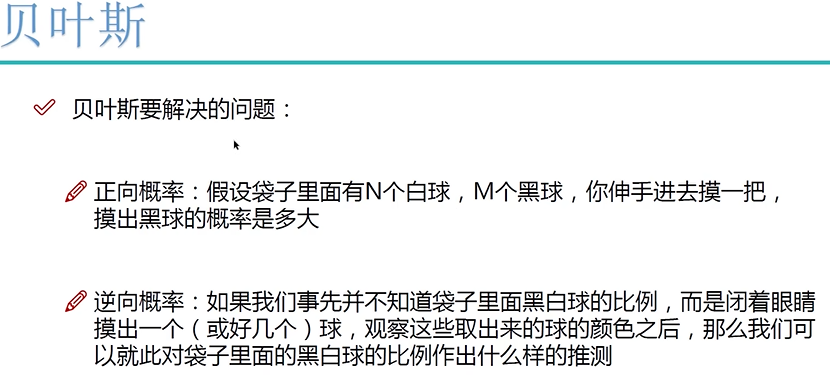 贝叶斯
贝叶斯要解决的问题：
正向概率：假设袋子里面有N个白球，M个黑球，你伸手进去摸一把，
摸出黑球的概率是多大
逆向概率：如果我们事先并不知道袋子里面黑白球的比例，而是闭着眼睛
摸出一个（或好几个）球，观察这些取出来的球的颜色之后，那么我们可
以就此对袋子里面的黑白球的比例作出什么样的推测